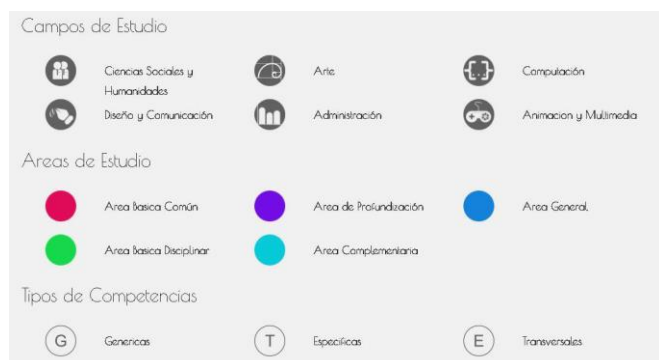 Campos de Estudio
Ciencias Sociales y
Humanidades
Arte
Computación
Diseño y Comunicación
Administración
Animacion y Multimedia
Areas de Estudio
Area Basica Común
Area de Profundización
Area General
Area Basica Disciplinar
Area Complementaria
Tipos de Competencias
G Genericas
T Especificas
E Transversales